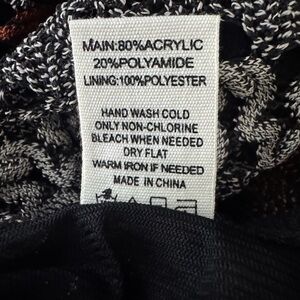 MAIN:80%ACRYLIC
20%POLYAMIDE
LINING:100%POLYESTER
HAND WASH COLD
ONLY NON-CHLORINE
BLEACH WHEN NEEDED
DRY FLAT
WARM IRON IF NEEDED
MADE IN CHINA